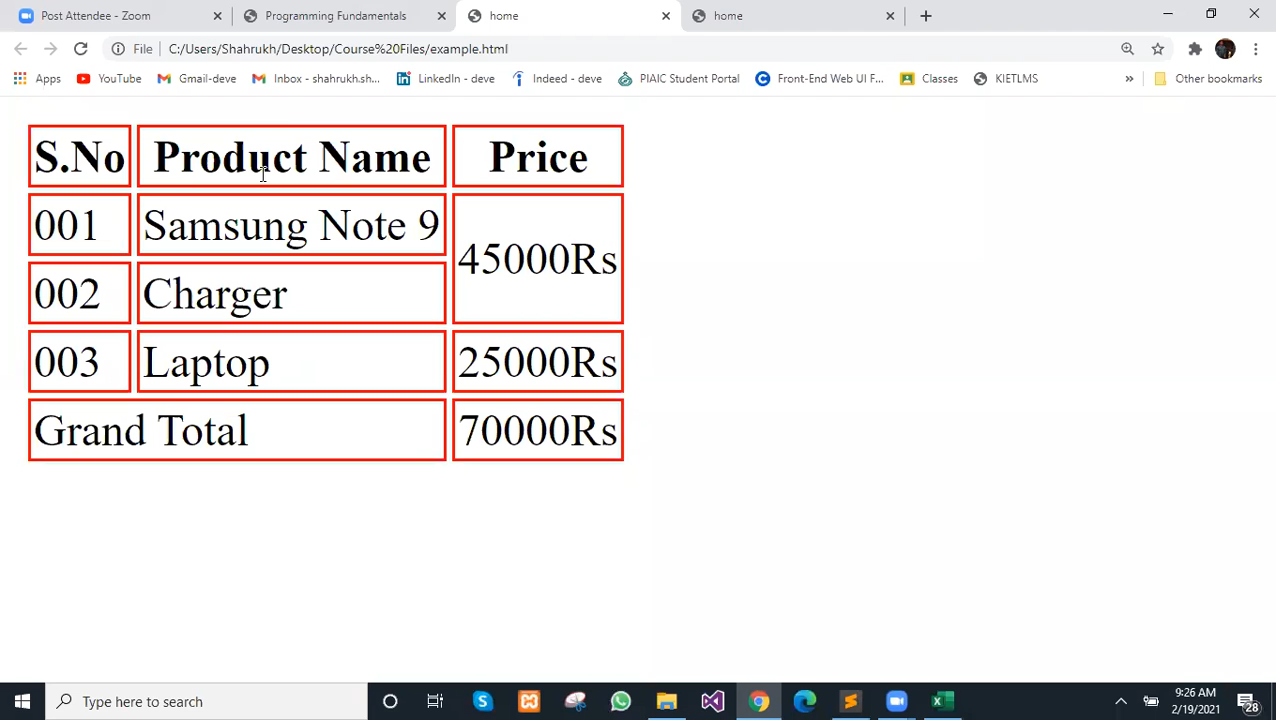 Post Attendee - Zoom
Programming Fundamentals
home
home
File
C:/Users/Shahrukh/Desktop/Course%20Files/example.html
Apps
YouTube
Gmail-deve
Inbox - shahrukh.sh...
LinkedIn - deve
Indeed - deve
PIAIC Student Portal
Front-End Web UI F...
Classes
KIETLMS
»
Other bookmarks
S.No Product Name Price
001 Samsung Note 9 45000Rs
002 Charger
003 Laptop 25000Rs
Grand Total 70000Rs
Type here to search
9:26 AM
2/19/2021
28